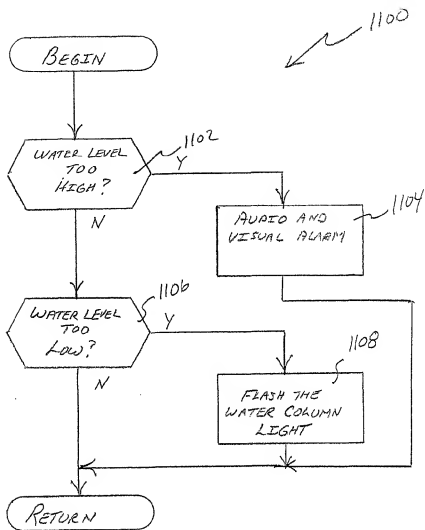 1100
BEGIN
WATER LEVEL
TOO
HIGH?
1102
Y
N
AUDIO AND
VISUAL ALARM
1104
WATER LEVEL
TOO
LOW?
1106
Y
N
FLASH THE
WATER COLUMN
LIGHT
1108
RETURN